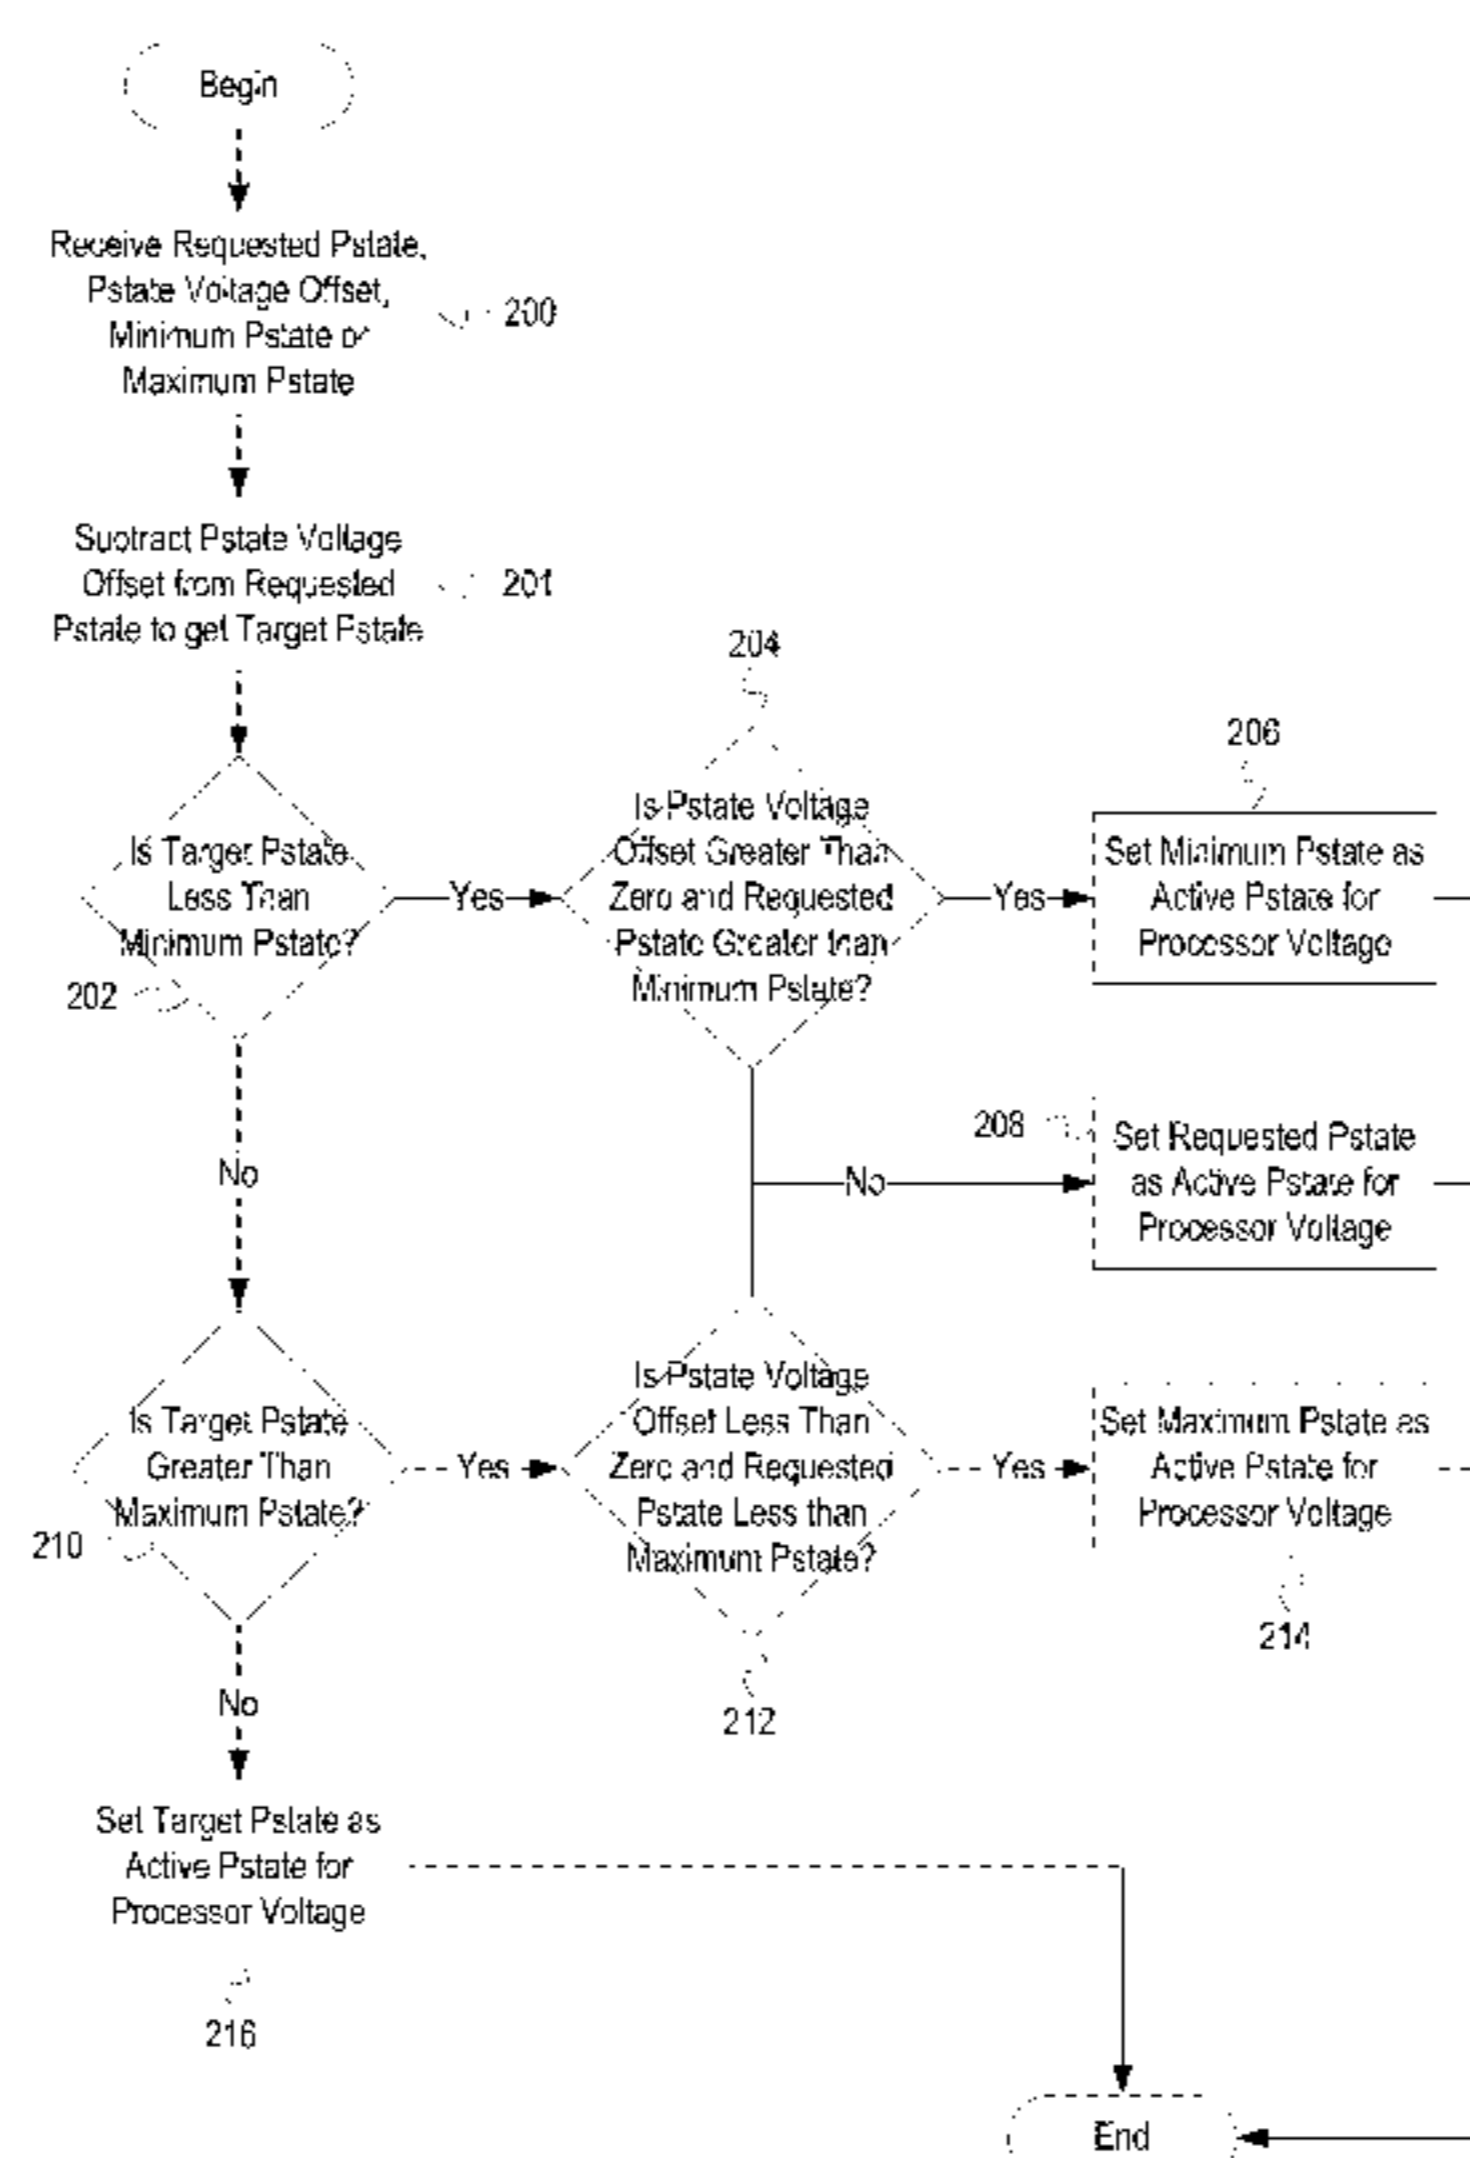 Begin
Receive Requested Pstate,
Pstate Voltage Offset,
Minimum Pstate or
Maximum Pstate
200
Subtract Pstate Voltage
Offset from Requested
Pstate to get Target Pstate
201
Is Target Pstate
Less Than
Minimum Pstate?
202
Yes
204
Is Pstate Voltage
Offset Greater Than
Zero and Requested
Pstate Greater than
Minimum Pstate?
Yes
206
Set Minimum Pstate as
Active Pstate for
Processor Voltage
No
No
208
Set Requested Pstate
as Active Pstate for
Processor Voltage
Is Target Pstate
Greater Than
Maximum Pstate?
210
Yes
Is Pstate Voltage
Offset Less Than
Zero and Requested
Pstate Less than
Maximum Pstate?
212
Yes
Set Maximum Pstate as
Active Pstate for
Processor Voltage
214
No
Set Target Pstate as
Active Pstate for
Processor Voltage
216
End